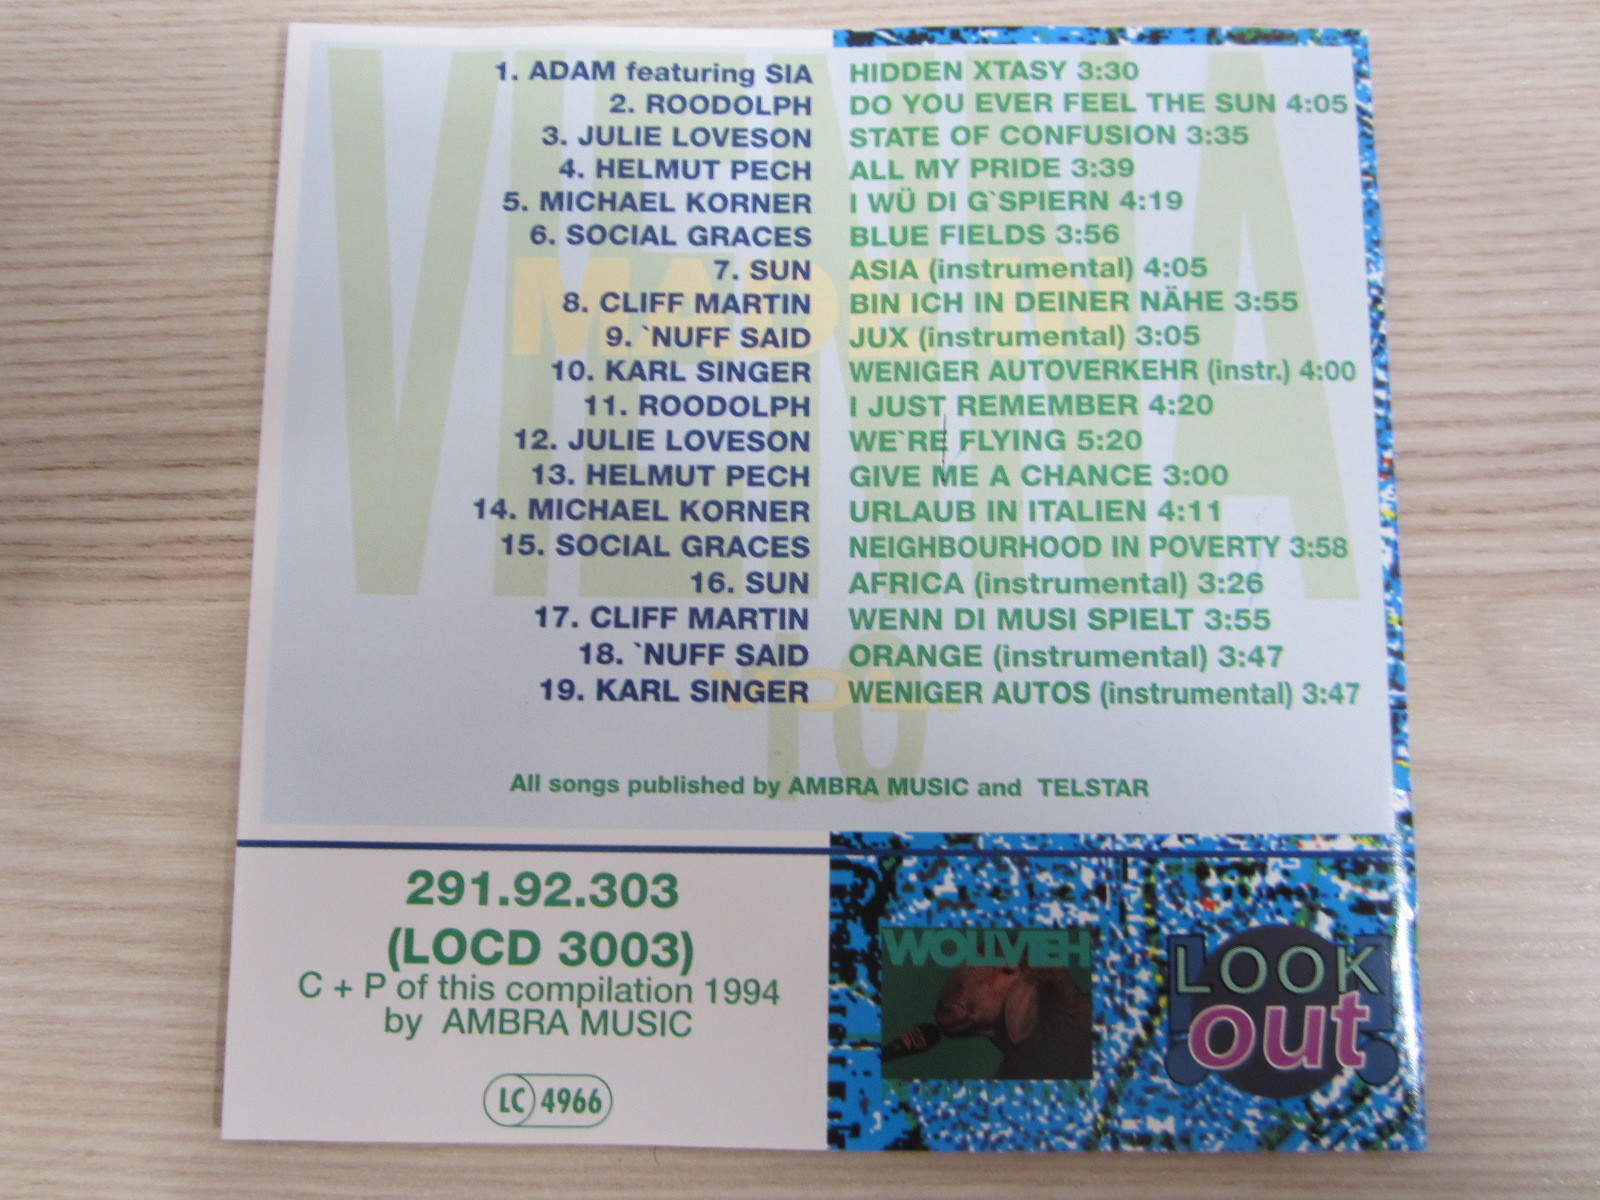 1. ADAM featuring SIA HIDDEN XTASY 3:30
2. ROODOLPH DO YOU EVER FEEL THE SUN 4:05
3. JULIE LOVESON STATE OF CONFUSION 3:35
4. HELMUT PECH ALL MY PRIDE 3:39
5. MICHAEL KORNER I WÜ DI G`SPIERN 4:19
6. SOCIAL GRACES BLUE FIELDS 3:56
7. SUN ASIA (instrumental) 4:05
8. CLIFF MARTIN BIN ICH IN DEINER NÄHE 3:55
9. `NUFF SAID JUX (instrumental) 3:05
10. KARL SINGER WENIGER AUTOVERKEHR (instr.) 4:00
11. ROODOLPH I JUST REMEMBER 4:20
12. JULIE LOVESON WE`RE FLYING 5:20
13. HELMUT PECH GIVE ME A CHANCE 3:00
14. MICHAEL KORNER URLAUB IN ITALIEN 4:11
15. SOCIAL GRACES NEIGHBOURHOOD IN POVERTY 3:58
16. SUN AFRICA (instrumental) 3:26
17. CLIFF MARTIN WENN DI MUSI SPIELT 3:55
18. `NUFF SAID ORANGE (instrumental) 3:47
19. KARL SINGER WENIGER AUTOS (instrumental) 3:47
VIENNA
MADE IN
VOL.
10
All songs published by AMBRA MUSIC and TELSTAR
291.92.303
(LOCD 3003)
C + P of this compilation 1994
by AMBRA MUSIC
LC 4966
WOLLVIEH
LOOK
out